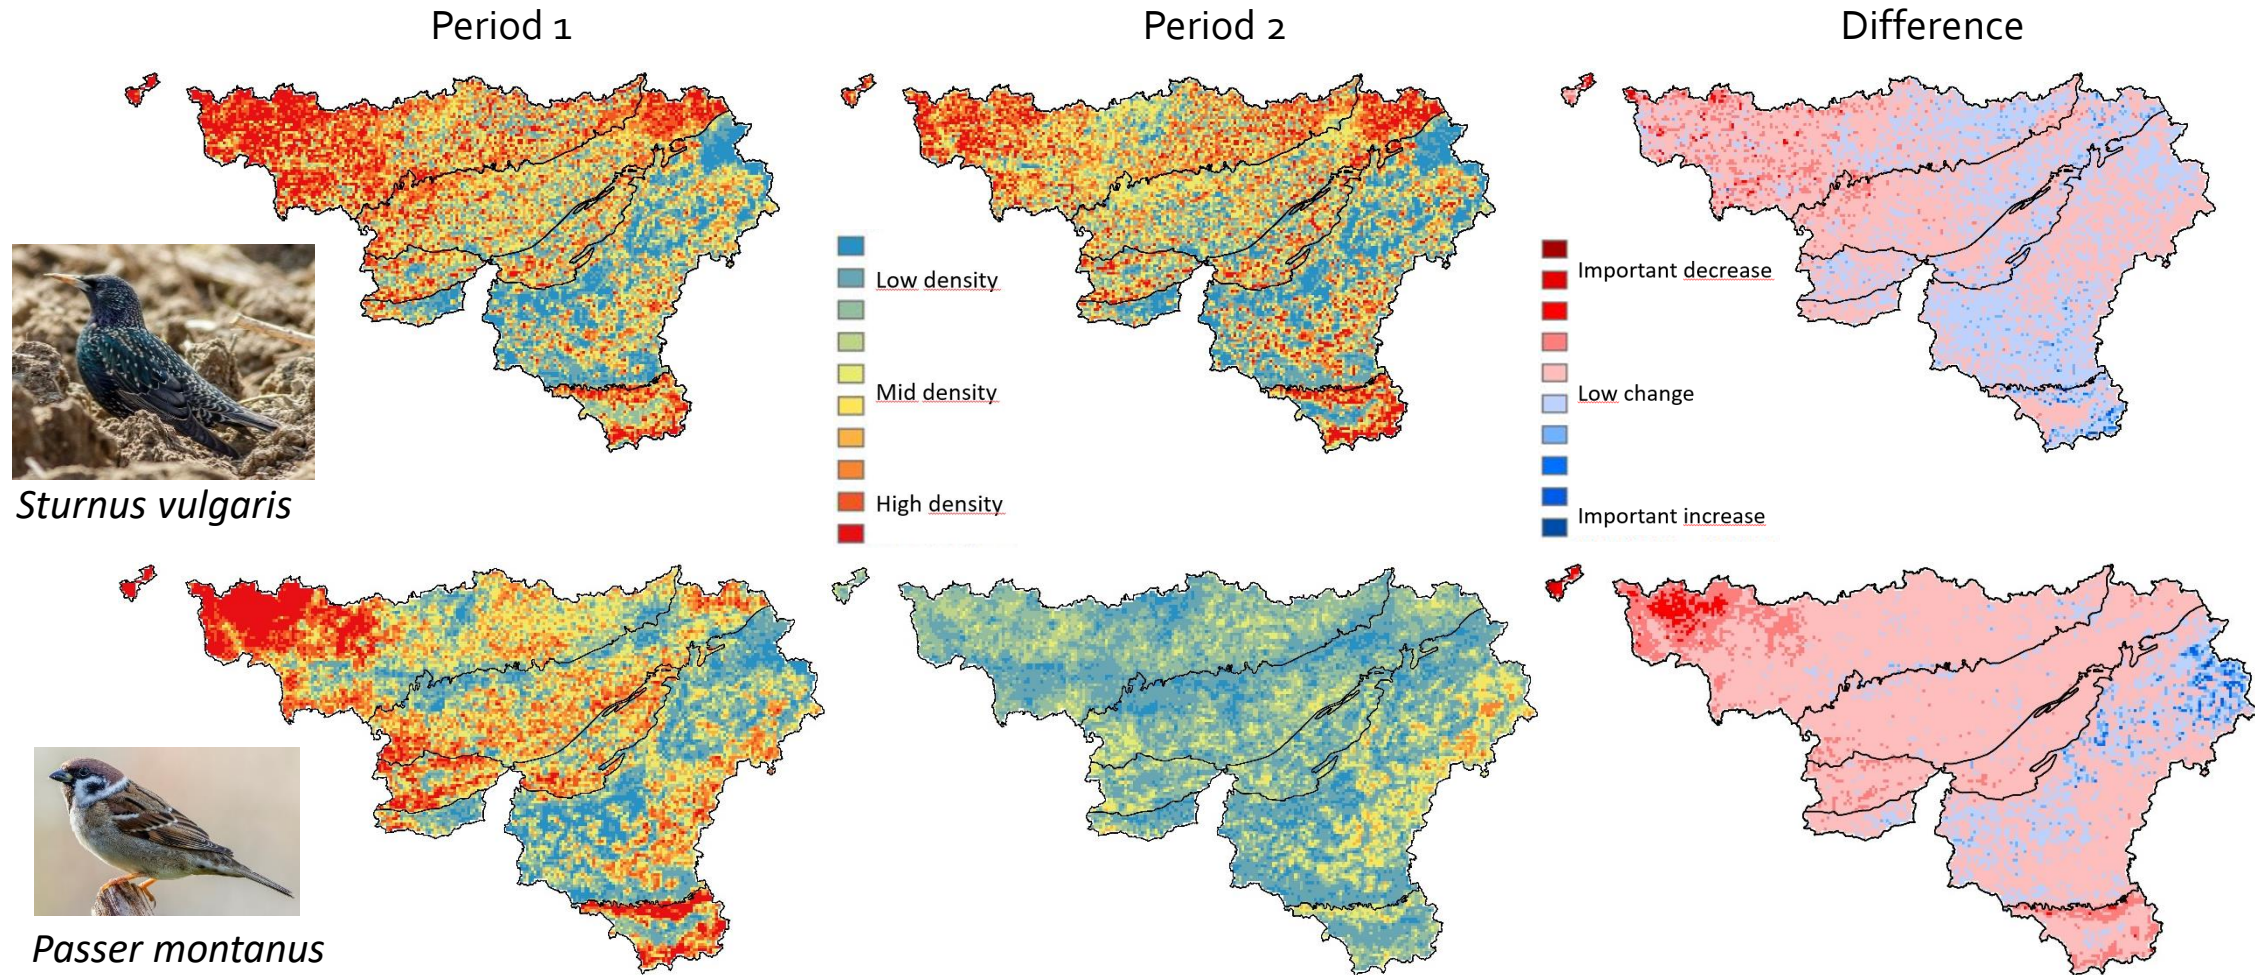 Period 1
Period 2
Difference
Low density
Mid density
High density
Important decrease
Low change
Important increase
Sturnus vulgaris
Passer montanus